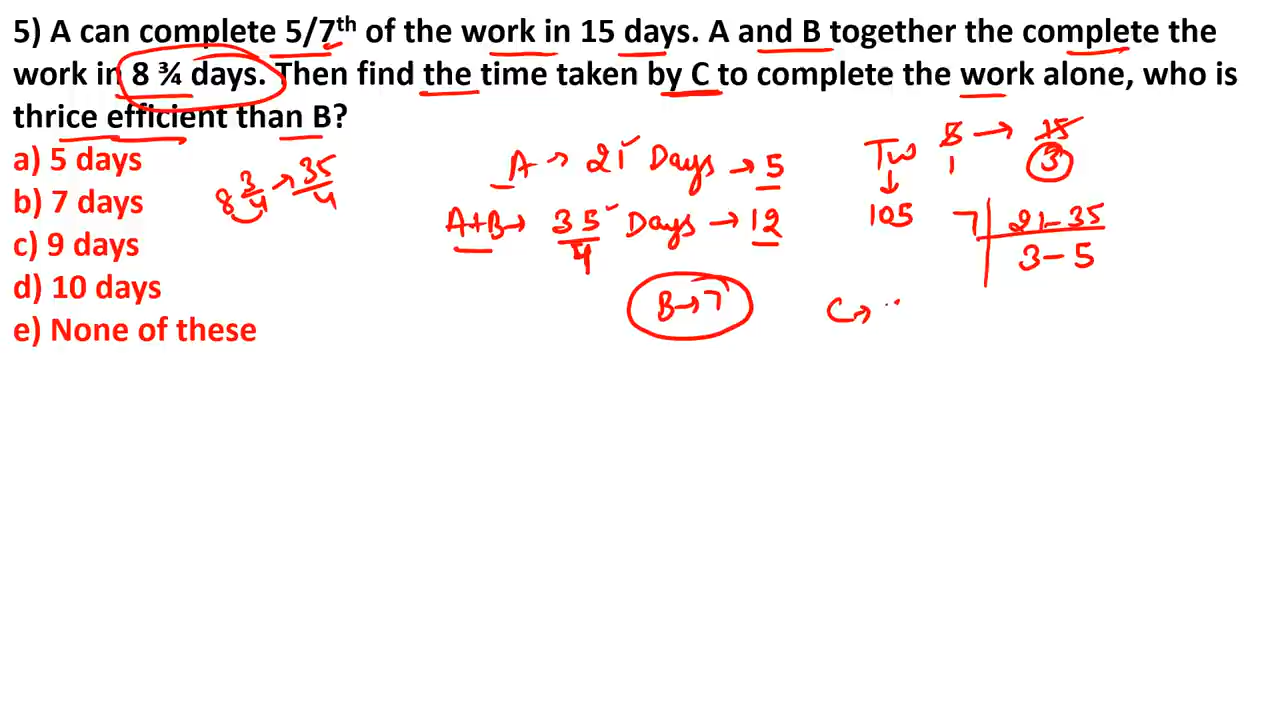 5) A can complete 5/7th of the work in 15 days. A and B together the complete the
work in 8 ¾ days. Then find the time taken by C to complete the work alone, who is
thrice efficient than B?
a) 5 days
b) 7 days
c) 9 days
d) 10 days
e) None of these
8 3/4 → 35/4
A → 21 Days → 5
A+B → 35/4 Days → 12
B → 7
TW
↓
105
5 → 15
1 3
7 | 21 - 35
3 - 5
C →